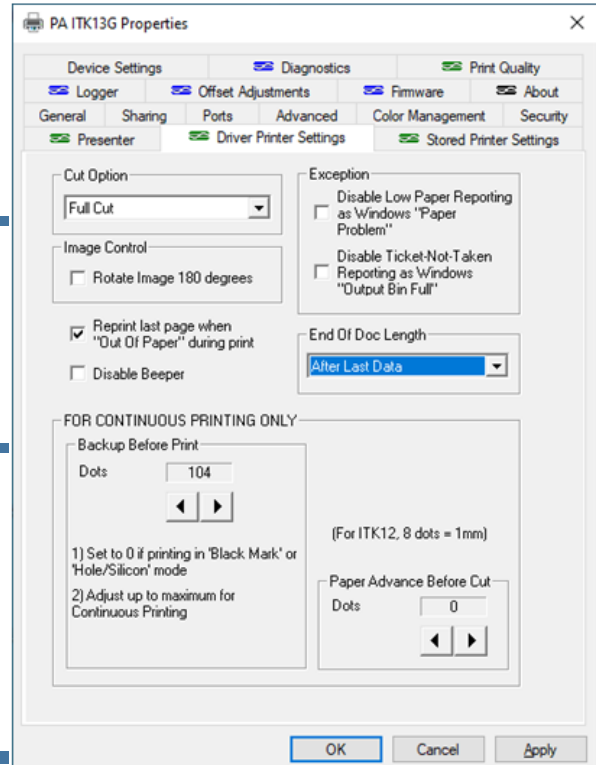 PA ITK13G Properties
Device Settings
Diagnostics
Print Quality
Logger
Offset Adjustments
Firmware
About
General
Sharing
Ports
Advanced
Color Management
Security
Presenter
Driver Printer Settings
Stored Printer Settings
Cut Option
Full Cut
Image Control
Rotate Image 180 degrees
Exception
Disable Low Paper Reporting
as Windows "Paper
Problem"
Disable Ticket-Not-Taken
Reporting as Windows
"Output Bin Full"
Reprint last page when
"Out Of Paper" during print
Disable Beeper
End Of Doc Length
After Last Data
FOR CONTINUOUS PRINTING ONLY
Backup Before Print
Dots
104
1) Set to 0 if printing in 'Black Mark' or
'Hole/Silicon' mode
2) Adjust up to maximum for
Continuous Printing
(For ITK12, 8 dots = 1mm)
Paper Advance Before Cut
Dots
0
OK
Cancel
Apply